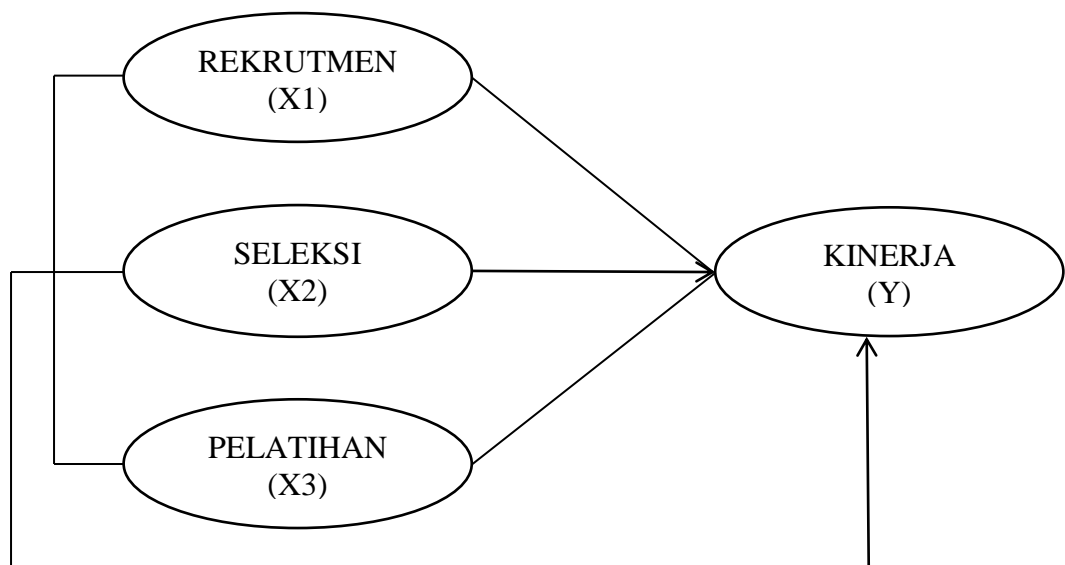 REKRUTMEN
(X1)
SELEKSI
(X2)
KINERJA
(Y)
PELATIHAN
(X3)